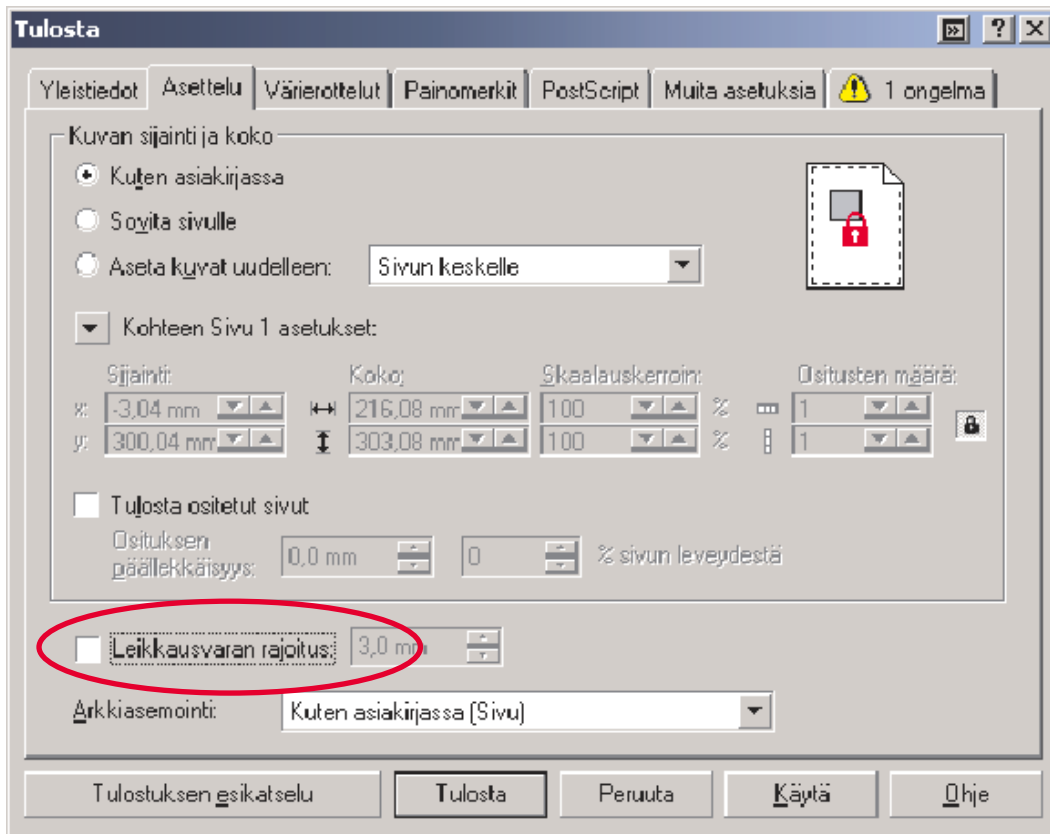 Tulosta
Yleistiedot Asettelu Värierottelut Painomerkit PostScript Muita asetuksia 1 ongelma
Kuvan sijainti ja koko
Kuten asiakirjassa
Sovita sivulle
Aseta kuvat uudelleen: Sivun keskelle
Kohteen Sivu 1 asetukset:
Sijainti: Koko: Skaalauskerroin: Ositusten määrä:
x: -3,04 mm 216,08 mm 100 % 1
y: 300,04 mm 303,08 mm 100 % 1
Tulosta ositetut sivut
Osituksen
päällekkäisyys: 0,0 mm 0 % sivun leveydestä
Leikkausvaran rajoitus: 3,0 mm
Arkkiasemointi: Kuten asiakirjassa (Sivu)
Tulostuksen esikatselu Tulosta Peruuta Käytä Ohje